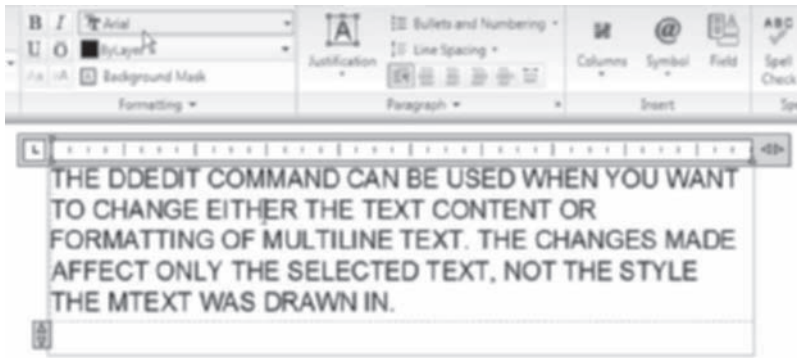 B I Arial Bullets and Numbering ABC
U O ByLayer Justification Line Spacing Columns Symbol Field Spell
Background Mask Check
Formatting Paragraph Insert
L
THE DDEDIT COMMAND CAN BE USED WHEN YOU WANT
TO CHANGE EITHER THE TEXT CONTENT OR
FORMATTING OF MULTILINE TEXT. THE CHANGES MADE
AFFECT ONLY THE SELECTED TEXT, NOT THE STYLE
THE MTEXT WAS DRAWN IN.